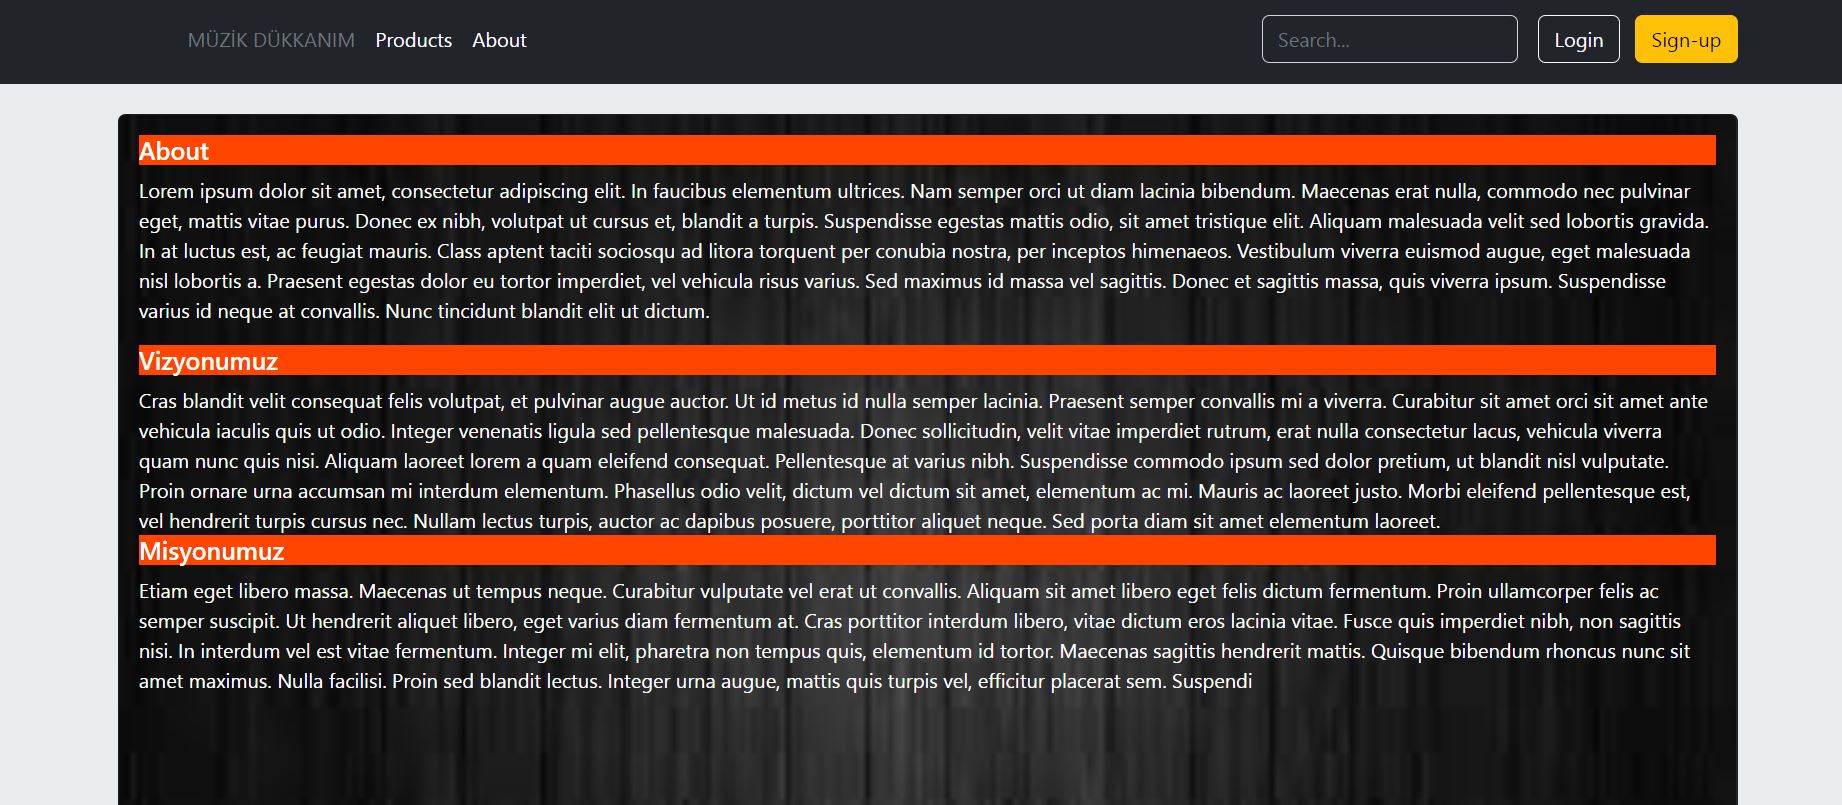 MÜZİK DÜKKANIM Products About Search... Login Sign-up
About
Lorem ipsum dolor sit amet, consectetur adipiscing elit. In faucibus elementum ultrices. Nam semper orci ut diam lacinia bibendum. Maecenas erat nulla, commodo nec pulvinar
eget, mattis vitae purus. Donec ex nibh, volutpat ut cursus et, blandit a turpis. Suspendisse egestas mattis odio, sit amet tristique elit. Aliquam malesuada velit sed lobortis gravida.
In at luctus est, ac feugiat mauris. Class aptent taciti sociosqu ad litora torquent per conubia nostra, per inceptos himenaeos. Vestibulum viverra euismod augue, eget malesuada
nisl lobortis a. Praesent egestas dolor eu tortor imperdiet, vel vehicula risus varius. Sed maximus id massa vel sagittis. Donec et sagittis massa, quis viverra ipsum. Suspendisse
varius id neque at convallis. Nunc tincidunt blandit elit ut dictum.
Vizyonumuz
Cras blandit velit consequat felis volutpat, et pulvinar augue auctor. Ut id metus id nulla semper lacinia. Praesent semper convallis mi a viverra. Curabitur sit amet orci sit amet ante
vehicula iaculis quis ut odio. Integer venenatis ligula sed pellentesque malesuada. Donec sollicitudin, velit vitae imperdiet rutrum, erat nulla consectetur lacus, vehicula viverra
quam nunc quis nisi. Aliquam laoreet lorem a quam eleifend consequat. Pellentesque at varius nibh. Suspendisse commodo ipsum sed dolor pretium, ut blandit nisl vulputate.
Proin ornare urna accumsan mi interdum elementum. Phasellus odio velit, dictum vel dictum sit amet, elementum ac mi. Mauris ac laoreet justo. Morbi eleifend pellentesque est,
vel hendrerit turpis cursus nec. Nullam lectus turpis, auctor ac dapibus posuere, porttitor aliquet neque. Sed porta diam sit amet elementum laoreet.
Misyonumuz
Etiam eget libero massa. Maecenas ut tempus neque. Curabitur vulputate vel erat ut convallis. Aliquam sit amet libero eget felis dictum fermentum. Proin ullamcorper felis ac
semper suscipit. Ut hendrerit aliquet libero, eget varius diam fermentum at. Cras porttitor interdum libero, vitae dictum eros lacinia vitae. Fusce quis imperdiet nibh, non sagittis
nisi. In interdum vel est vitae fermentum. Integer mi elit, pharetra non tempus quis, elementum id tortor. Maecenas sagittis hendrerit mattis. Quisque bibendum rhoncus nunc sit
amet maximus. Nulla facilisi. Proin sed blandit lectus. Integer urna augue, mattis quis turpis vel, efficitur placerat sem. Suspendi